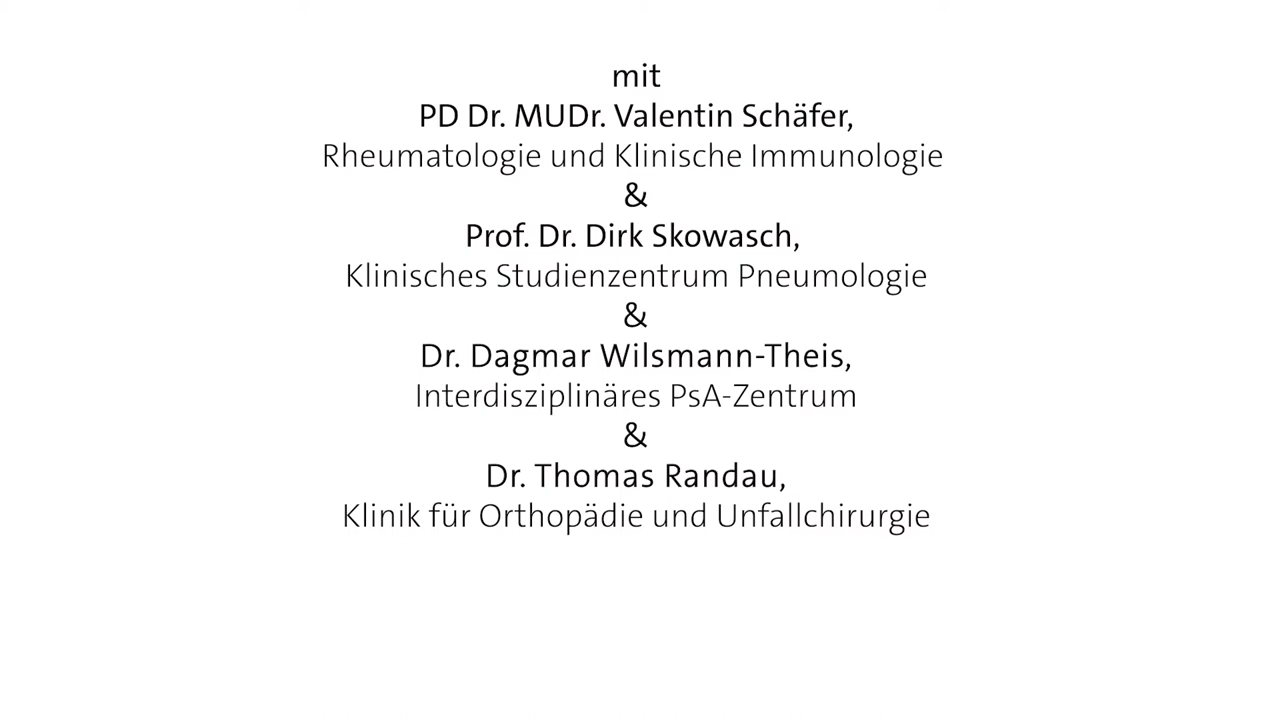 mit
PD Dr. MUDr. Valentin Schäfer,
Rheumatologie und Klinische Immunologie
&
Prof. Dr. Dirk Skowasch,
Klinisches Studienzentrum Pneumologie
&
Dr. Dagmar Wilsmann-Theis,
Interdisziplinäres PsA-Zentrum
&
Dr. Thomas Randau,
Klinik für Orthopädie und Unfallchirurgie